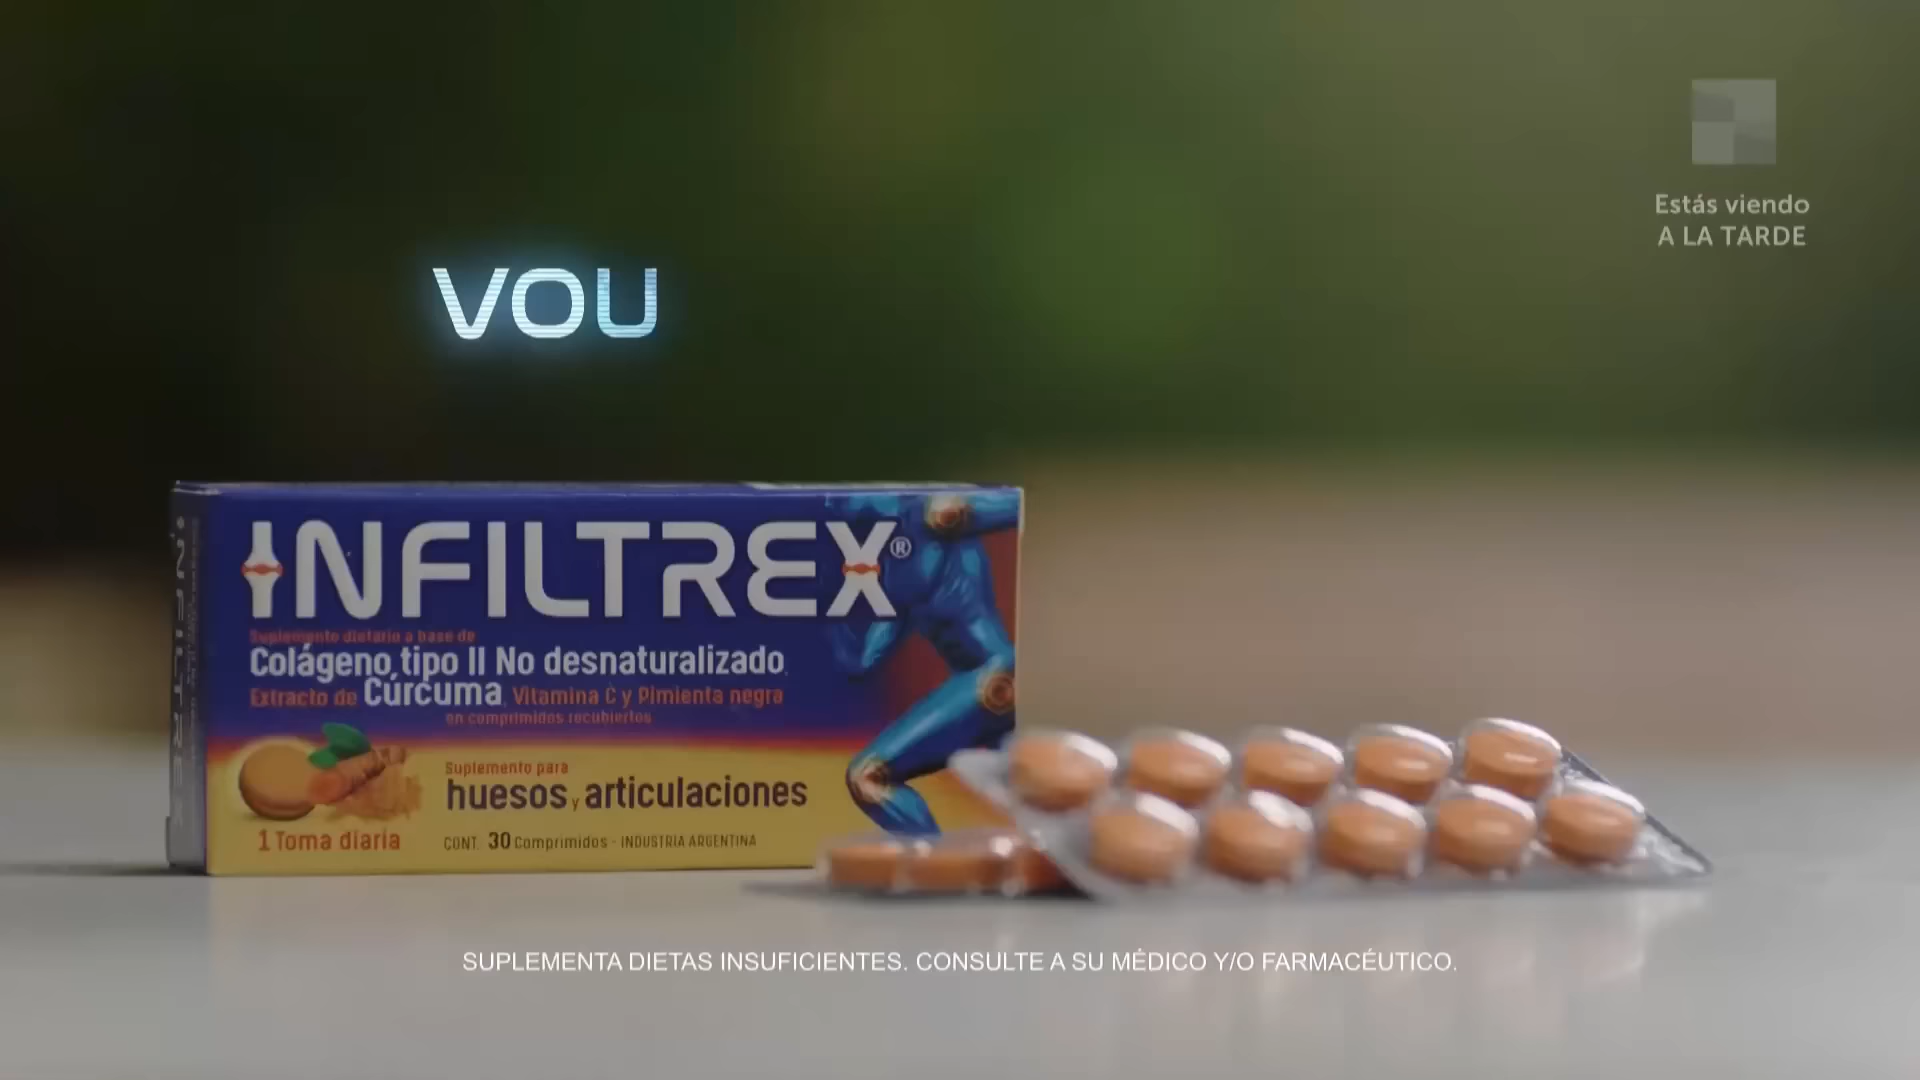 Estás viendo
A LA TARDE
VOU
INFILTREX®
Suplemento dietario a base de
Colágeno tipo II No desnaturalizado,
Extracto de Cúrcuma, Vitamina C y Pimienta negra
en comprimidos recubiertos
Suplemento para
huesos y articulaciones
1 Toma diaria
CONT. 30 Comprimidos - INDUSTRIA ARGENTINA
INFILTREX
SUPLEMENTA DIETAS INSUFICIENTES. CONSULTE A SU MÉDICO Y/O FARMACÉUTICO.